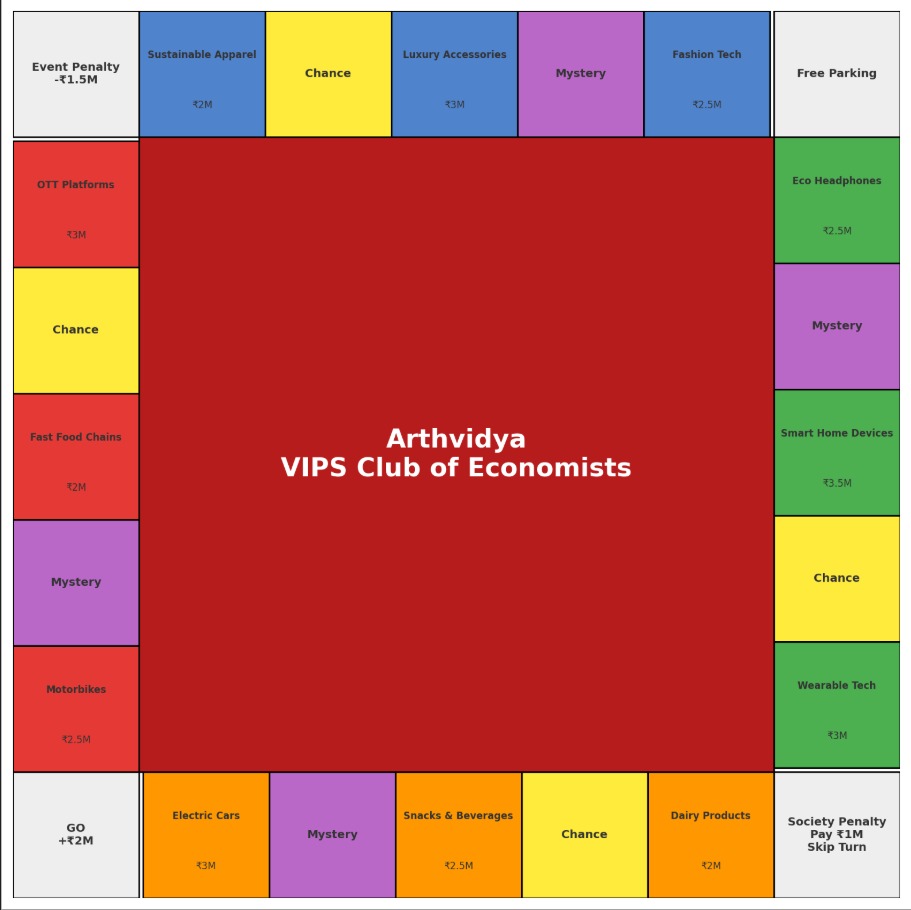 Event Penalty
-₹1.5M
Sustainable Apparel
₹2M
Chance
Luxury Accessories
₹3M
Mystery
Fashion Tech
₹2.5M
Free Parking
OTT Platforms
₹3M
Eco Headphones
₹2.5M
Chance
Mystery
Fast Food Chains
₹2M
Arthvidya
VIPS Club of Economists
Smart Home Devices
₹3.5M
Mystery
Chance
Motorbikes
₹2.5M
Wearable Tech
₹3M
GO
+₹2M
Electric Cars
₹3M
Mystery
Snacks & Beverages
₹2.5M
Chance
Dairy Products
₹2M
Society Penalty
Pay ₹1M
Skip Turn